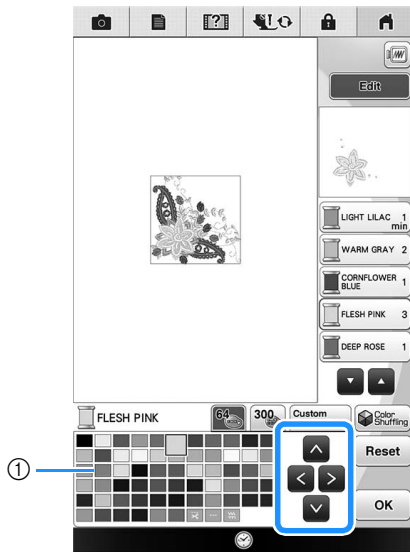 Edit
LIGHT LILAC 1
min
WARM GRAY 2
CORNFLOWER
BLUE 1
FLESH PINK 3
DEEP ROSE 1
FLESH PINK
64
300
Custom
Color
Shuffling
Reset
OK
1